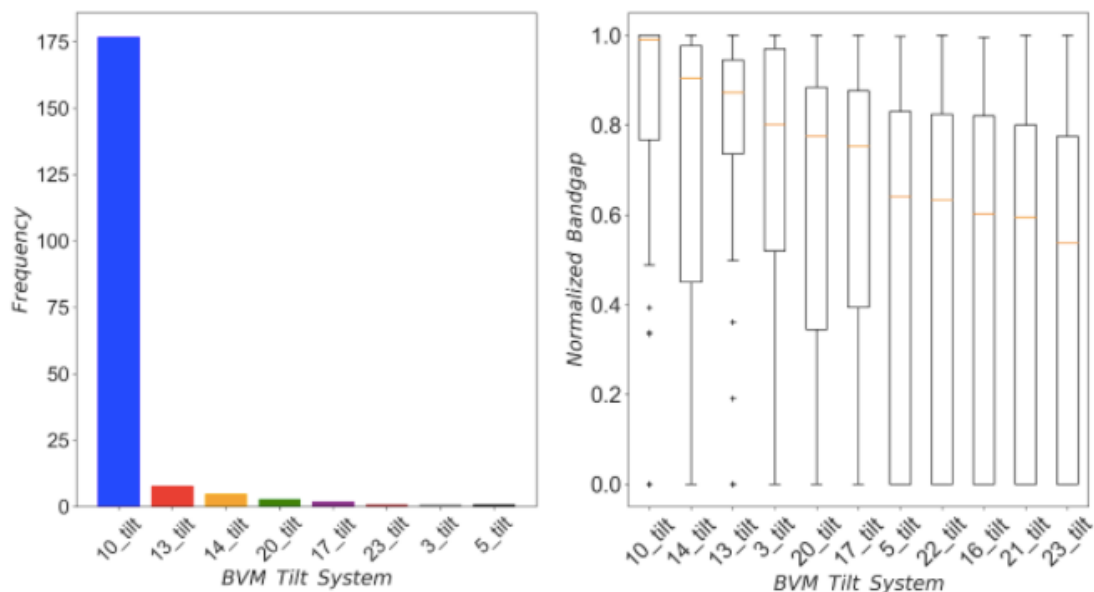 175
150
125
100
75
50
25
0
Frequency
10_tilt
13_tilt
14_tilt
20_tilt
17_tilt
23_tilt
3_tilt
5_tilt
BVM Tilt System
1.0
0.8
0.6
0.4
0.2
0.0
Normalized Bandgap
10_tilt
14_tilt
13_tilt
3_tilt
20_tilt
17_tilt
5_tilt
22_tilt
16_tilt
21_tilt
23_tilt
BVM Tilt System